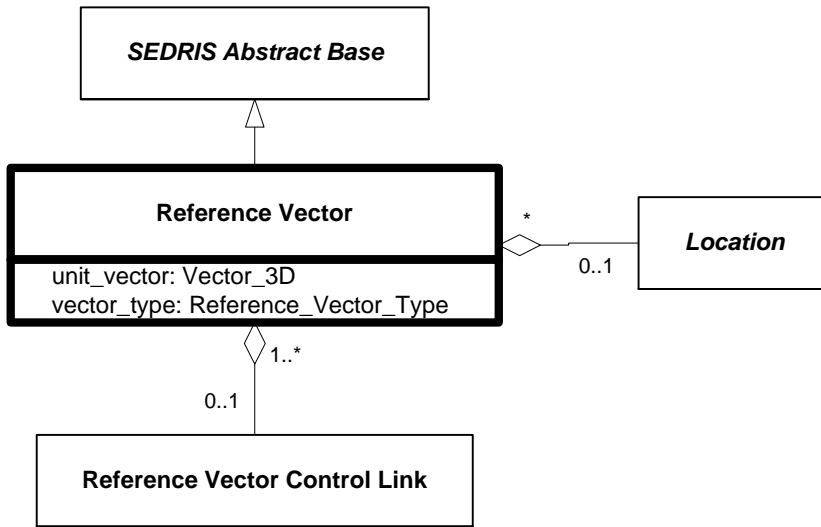 SEDRIS Abstract Base
Reference Vector
unit_vector: Vector_3D
vector_type: Reference_Vector_Type
*
0..1
Location
1..*
0..1
Reference Vector Control Link